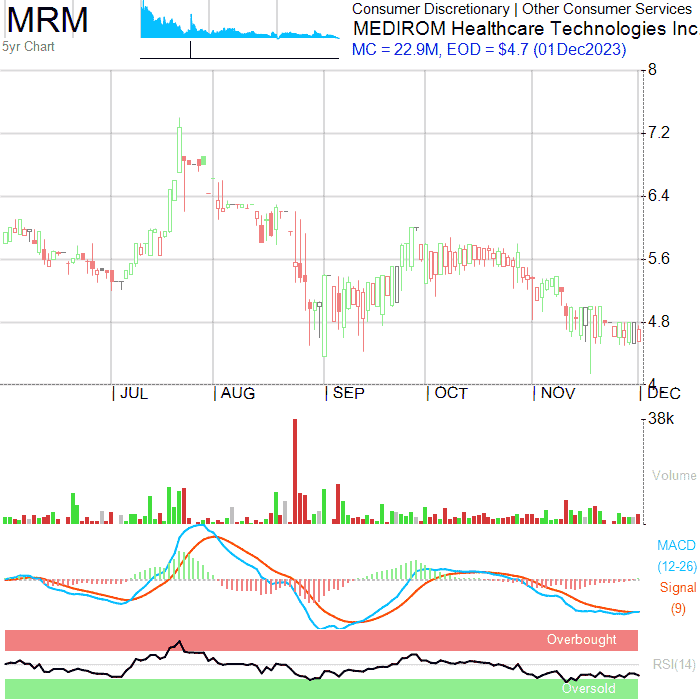 MRM
5yr Chart
Consumer Discretionary | Other Consumer Services
MEDIROM Healthcare Technologies Inc
MC = 22.9M, EOD = $4.7 (01Dec2023)
8
7.2
6.4
5.6
4.8
4
JUL
AUG
SEP
OCT
NOV
DEC
38k
Volume
MACD
(12-26)
Signal
(9)
Overbought
RSI(14)
Oversold